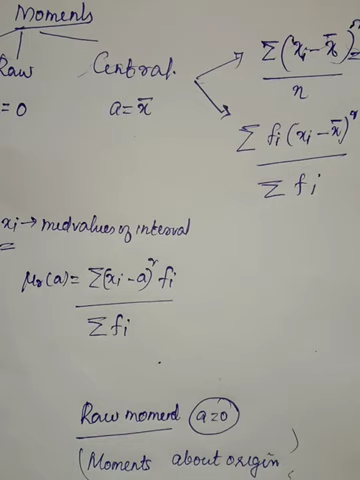 Moments
Raw
= 0
Central.
a = x̄
Σ(xi - x̄)^r / n
Σ fi (xi - x̄)^r / Σ fi
xi → midvalues of interval
μr(a) = Σ(xi - a)^r fi / Σ fi
Raw moment a=0
(Moments about origin)